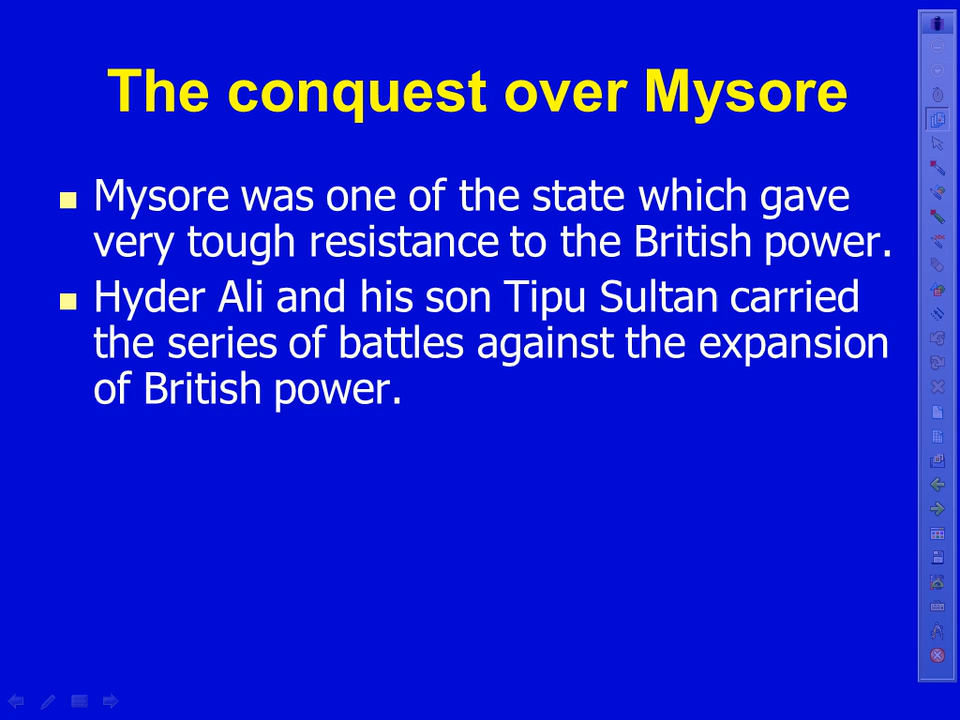 The conquest over Mysore
Mysore was one of the state which gave
very tough resistance to the British power.
Hyder Ali and his son Tipu Sultan carried
the series of battles against the expansion
of British power.